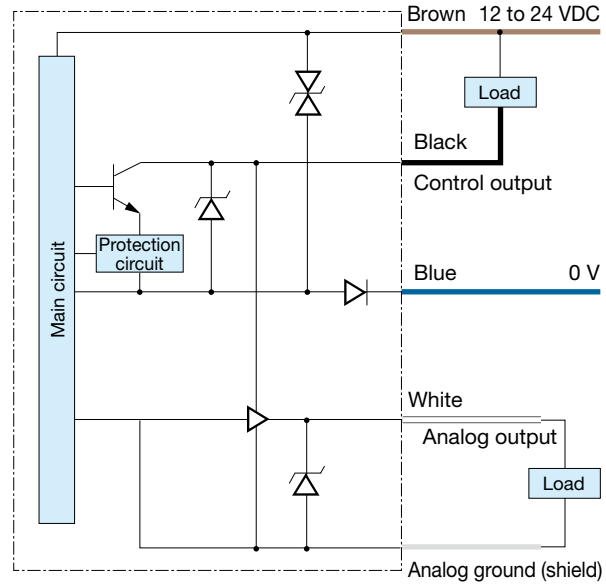 Brown 12 to 24 VDC
Load
Black
Control output
Protection
circuit
Main circuit
Blue 0 V
White
Analog output
Load
Analog ground (shield)